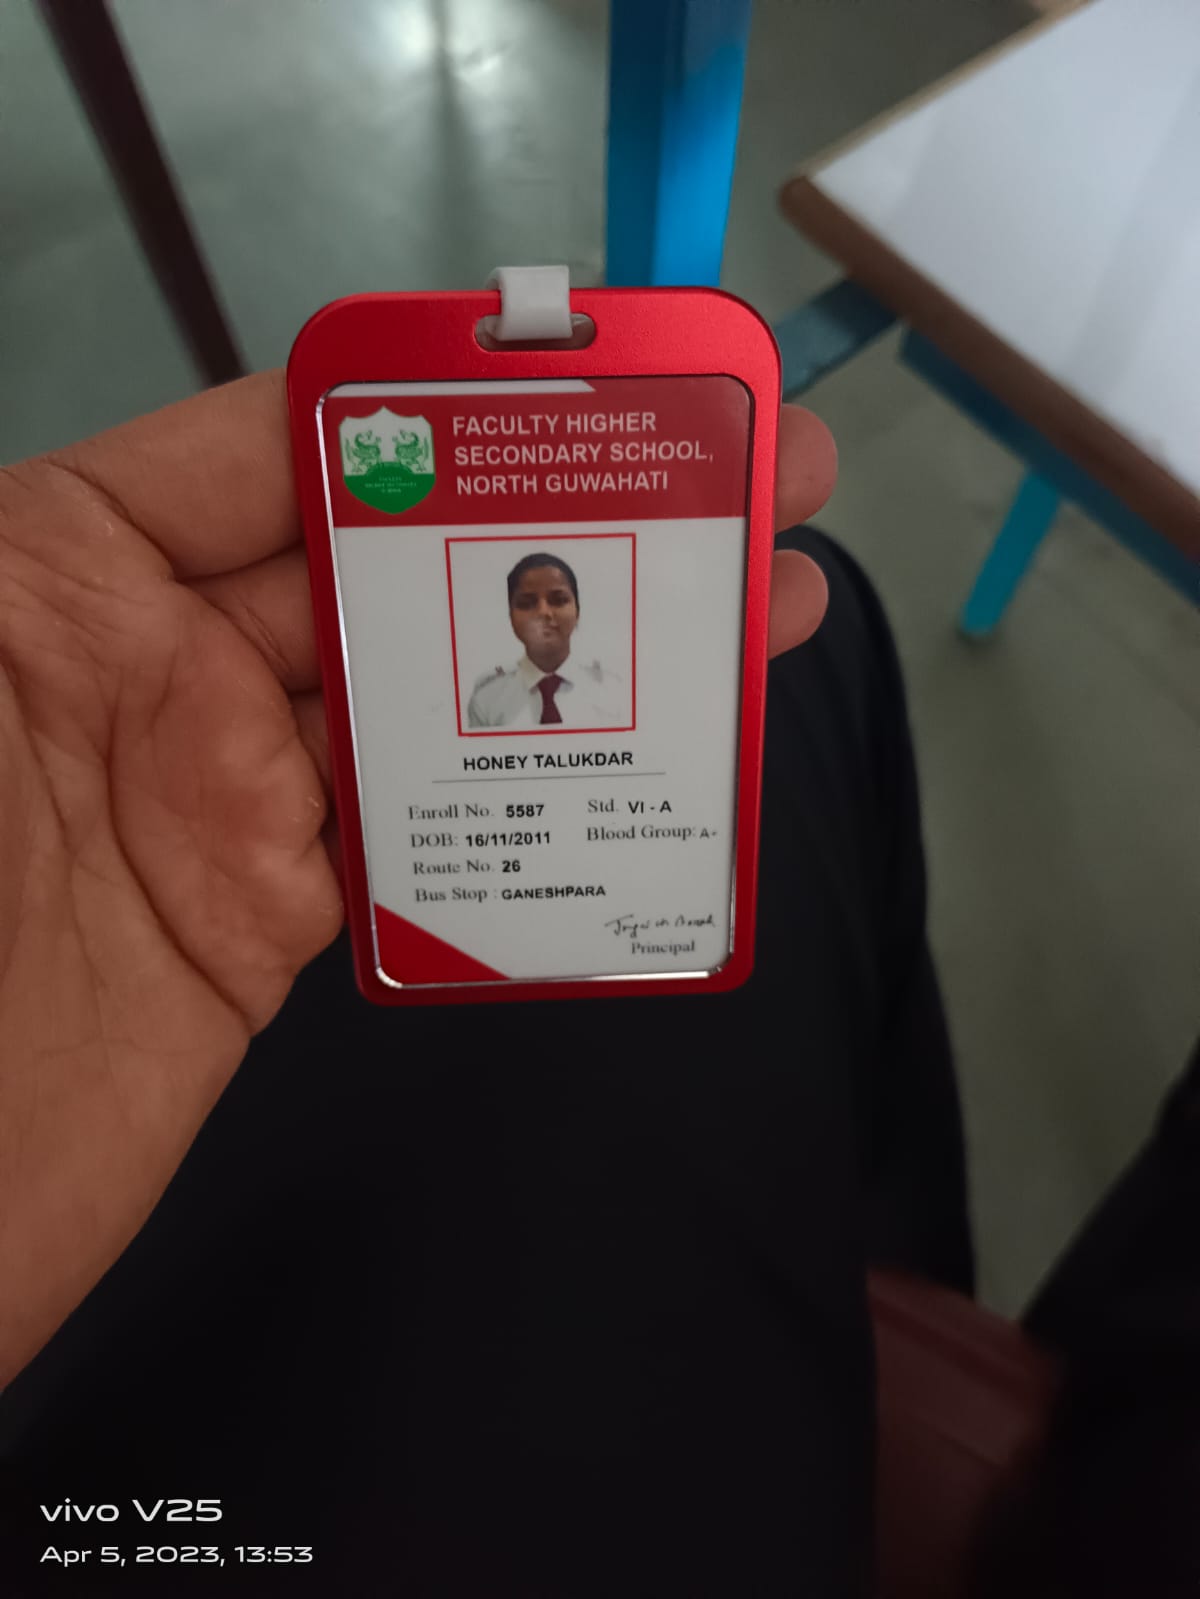 FACULTY HIGHER
SECONDARY SCHOOL,
NORTH GUWAHATI
HONEY TALUKDAR
Enroll No. 5587 Std. VI - A
DOB: 16/11/2011 Blood Group: A-
Route No. 26
Bus Stop : GANESHPARA
Principal
vivo V25
Apr 5, 2023, 13:53